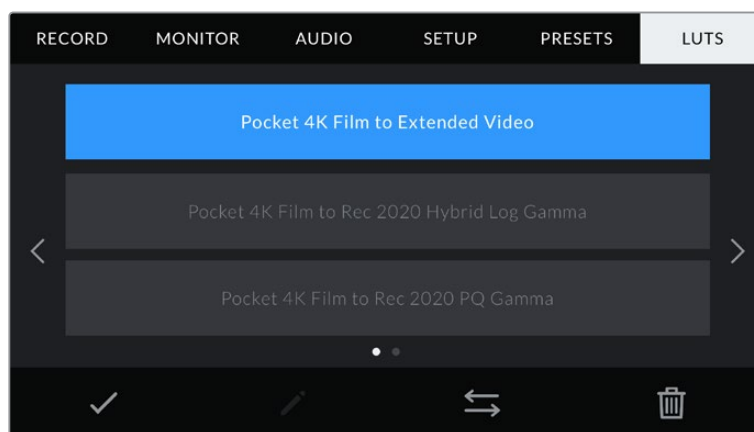 RECORD MONITOR AUDIO SETUP PRESETS LUTS
Pocket 4K Film to Extended Video
Pocket 4K Film to Rec 2020 Hybrid Log Gamma
Pocket 4K Film to Rec 2020 PQ Gamma